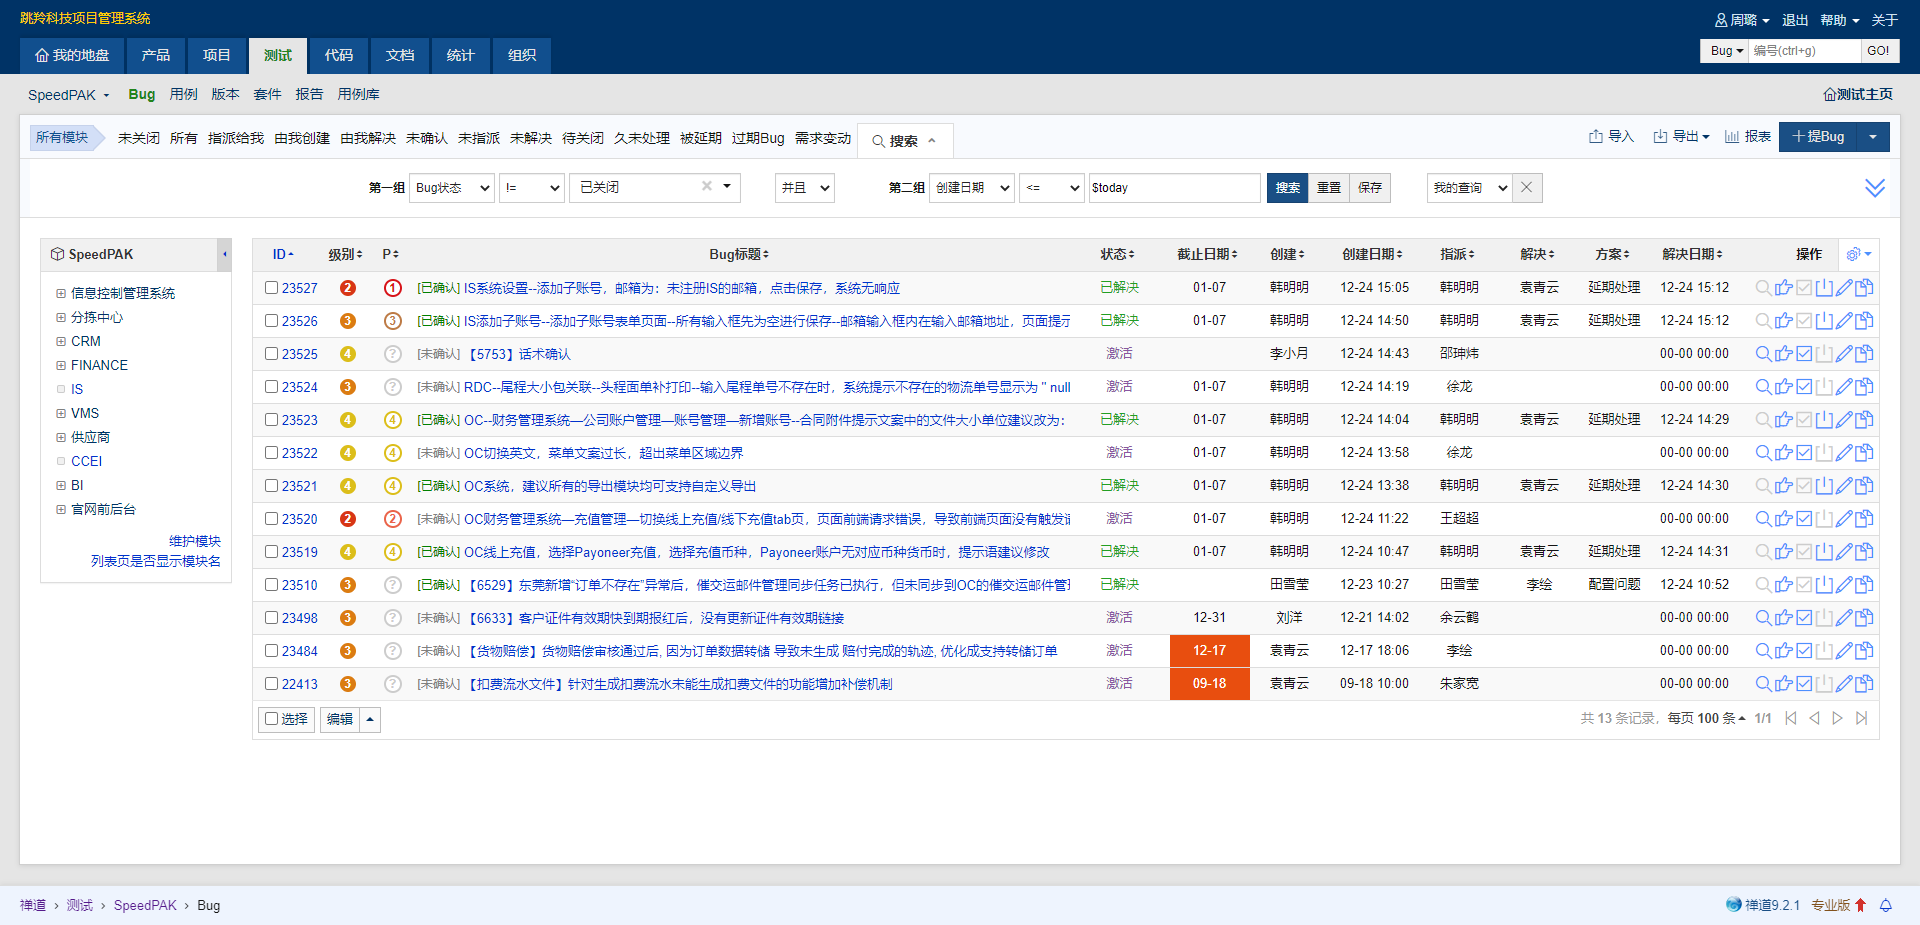 跳羚科技项目管理系统
周璐 退出 帮助 关于
我的地盘 产品 项目 测试 代码 文档 统计 组织
Bug 编号(ctrl+g) GO!
SpeedPAK Bug 用例 版本 套件 报告 用例库 测试主页
所有模块 未关闭 所有 指派给我 由我创建 由我解决 未确认 未指派 未解决 待关闭 久未处理 被延期 过期Bug 需求变动 搜索 导入 导出 报表 提Bug
第一组 Bug状态 != 已关闭 并且 第二组 创建日期 <= $today 搜索 重置 保存 我的查询
SpeedPAK
信息控制管理系统
分拣中心
CRM
FINANCE
IS
VMS
供应商
CCEI
BI
官网前后台
维护模块
列表页是否显示模块名
ID 级别 P Bug标题 状态 截止日期 创建 创建日期 指派 解决 方案 解决日期 操作
23527 2 1 [已确认] IS系统设置--添加子账号，邮箱为：未注册IS的邮箱，点击保存，系统无响应 已解决 01-07 韩明明 12-24 15:05 韩明明 袁青云 延期处理 12-24 15:12
23526 3 3 [已确认] IS添加子账号--添加子账号表单页面--所有输入框先为空进行保存--邮箱输入框内在输入邮箱地址，页面提示 已解决 01-07 韩明明 12-24 14:50 韩明明 袁青云 延期处理 12-24 15:12
23525 4 ? [未确认] 【5753】话术确认 激活 李小月 12-24 14:43 邵珅炜 00-00 00:00
23524 3 ? [未确认] RDC--尾程大小包关联--头程面单补打印--输入尾程单号不存在时，系统提示不存在的物流单号显示为 " null 激活 01-07 韩明明 12-24 14:19 徐龙 00-00 00:00
23523 4 4 [已确认] OC--财务管理系统—公司账户管理—账号管理—新增账号--合同附件提示文案中的文件大小单位建议改为： 已解决 01-07 韩明明 12-24 14:04 韩明明 袁青云 延期处理 12-24 14:29
23522 4 4 [未确认] OC切换英文，菜单文案过长，超出菜单区域边界 激活 01-07 韩明明 12-24 13:58 徐龙 00-00 00:00
23521 4 4 [已确认] OC系统，建议所有的导出模块均可支持自定义导出 已解决 01-07 韩明明 12-24 13:38 韩明明 袁青云 延期处理 12-24 14:30
23520 2 2 [未确认] OC财务管理系统—充值管理—切换线上充值/线下充值tab页，页面前端请求错误，导致前端页面没有触发 激活 01-07 韩明明 12-24 11:22 王超超 00-00 00:00
23519 4 4 [已确认] OC线上充值，选择Payoneer充值，选择充值币种，Payoneer账户无对应币种货币时，提示语建议修改 已解决 01-07 韩明明 12-24 10:47 韩明明 袁青云 延期处理 12-24 14:31
23510 3 ? [已确认] 【6529】东莞新增“订单不存在”异常后，催交运邮件管理同步任务已执行，但未同步到OC的催交运邮件管 已解决 田雪莹 12-23 10:27 田雪莹 李绘 配置问题 12-24 10:52
23498 3 ? [未确认] 【6633】客户证件有效期快到期报红后，没有更新证件有效期链接 激活 12-31 刘洋 12-21 14:02 余云鹤 00-00 00:00
23484 3 ? [未确认] 【货物赔偿】货物赔偿审核通过后, 因为订单数据转储 导致未生成 赔付完成的轨迹, 优化成支持转储订单 激活 12-17 袁青云 12-17 18:06 李绘 00-00 00:00
22413 3 ? [未确认] 【扣费流水文件】针对生成扣费流水未能生成扣费文件的功能增加补偿机制 激活 09-18 袁青云 09-18 10:00 朱家宽 00-00 00:00
选择 编辑 共 13 条记录，每页 100 条 1/1
禅道 › 测试 › SpeedPAK › Bug 禅道9.2.1 专业版